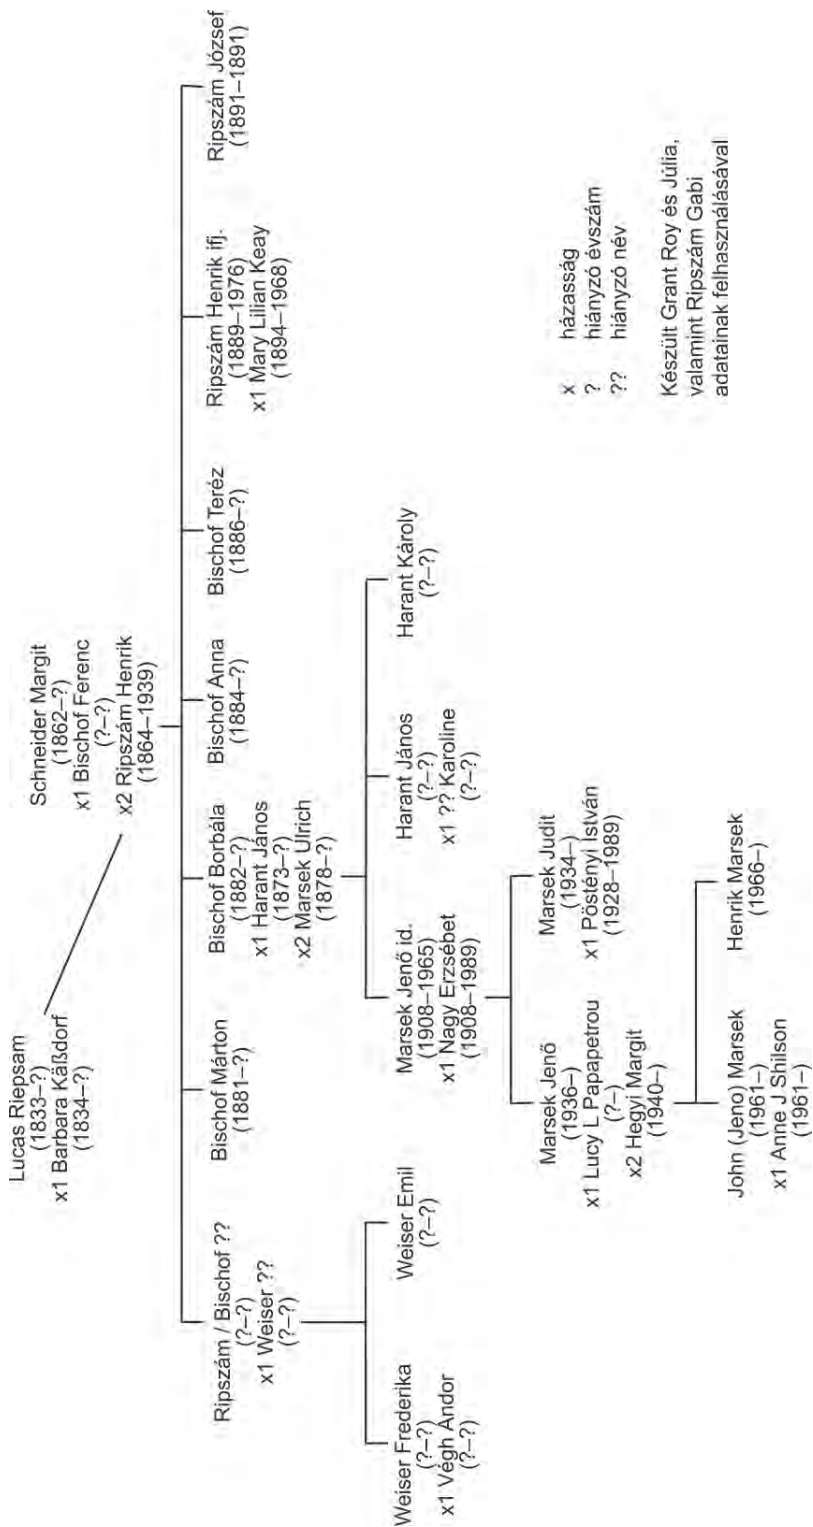 Lucas Riepsam
(1833–?)
x1 Barbara Käßdorf
(1834–?)
Schneider Margit
(1862–?)
x1 Bischof Ferenc
(?–?)
x2 Ripszám Henrik
(1864–1939)
Ripszám / Bischof ??
(?–?)
x1 Weiser ??
(?–?)
Bischof Márton
(1881–?)
Bischof Borbála
(1882–?)
x1 Harant János
(1873–?)
x2 Marsek Ulrich
(1878–?)
Bischof Anna
(1884–?)
Bischof Teréz
(1886–?)
Ripszám Henrik ifj.
(1889–1976)
x1 Mary Lilian Keay
(1894–1968)
Ripszám József
(1891–1891)
Weiser Frederika
(?–?)
x1 Végh Andor
(?–?)
Weiser Emil
(?–?)
Marsek Jenő id.
(1908–1965)
x1 Nagy Erzsébet
(1908–1989)
Harant János
(?–?)
x1 ?? Karoline
(?–?)
Harant Károly
(?–?)
Marsek Jenő
(1936–)
x1 Lucy L Papapetrou
(?–)
x2 Hegyi Margit
(1940–)
Marsek Judit
(1934–)
x1 Pöstényi István
(1928–1989)
John (Jeno) Marsek
(1961–)
x1 Anne J Shilson
(1961–)
Henrik Marsek
(1966–)
x házasság
? hiányzó évszám
?? hiányzó név
Készült Grant Roy és Júlia,
valamint Ripszám Gabi
adatainak felhasználásával